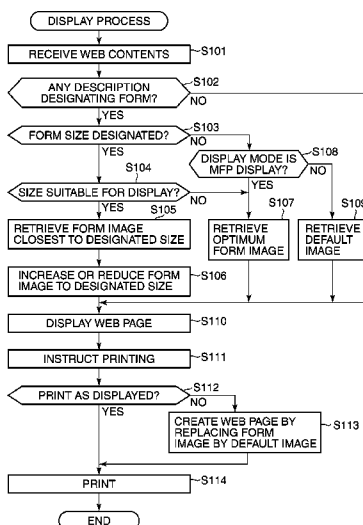 DISPLAY PROCESS
RECEIVE WEB CONTENTS
S101
ANY DESCRIPTION
DESIGNATING FORM?
S102
NO
YES
FORM SIZE DESIGNATED?
S103
NO
YES
S104
DISPLAY MODE IS
MFP DISPLAY?
S108
YES
NO
SIZE SUITABLE FOR DISPLAY?
NO
YES
S105
RETRIEVE FORM IMAGE
CLOSEST TO DESIGNATED SIZE
S107
RETRIEVE
OPTIMUM
FORM IMAGE
S109
RETRIEVE
DEFAULT
IMAGE
INCREASE OR REDUCE FORM
IMAGE TO DESIGNATED SIZE
S106
DISPLAY WEB PAGE
S110
INSTRUCT PRINTING
S111
PRINT AS DISPLAYED?
S112
NO
YES
CREATE WEB PAGE BY
REPLACING FORM
IMAGE BY DEFAULT IMAGE
S113
PRINT
S114
END